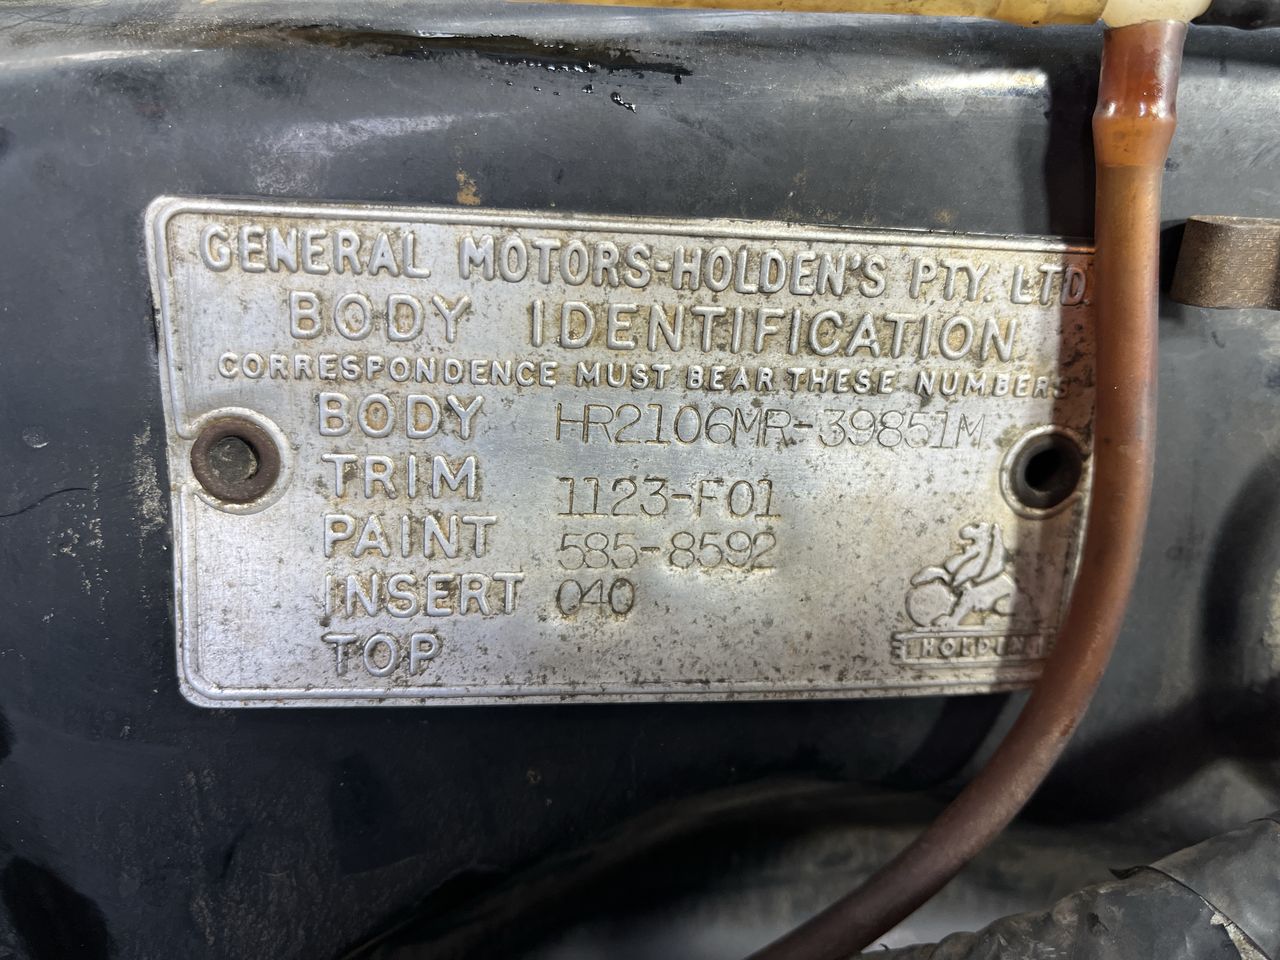 GENERAL MOTORS-HOLDEN'S PTY. LTD.
BODY IDENTIFICATION
CORRESPONDENCE MUST BEAR THESE NUMBERS
BODY HR2106MR-39851M
TRIM 1123-F01
PAINT 585-8592
INSERT 040
TOP
HOLDEN